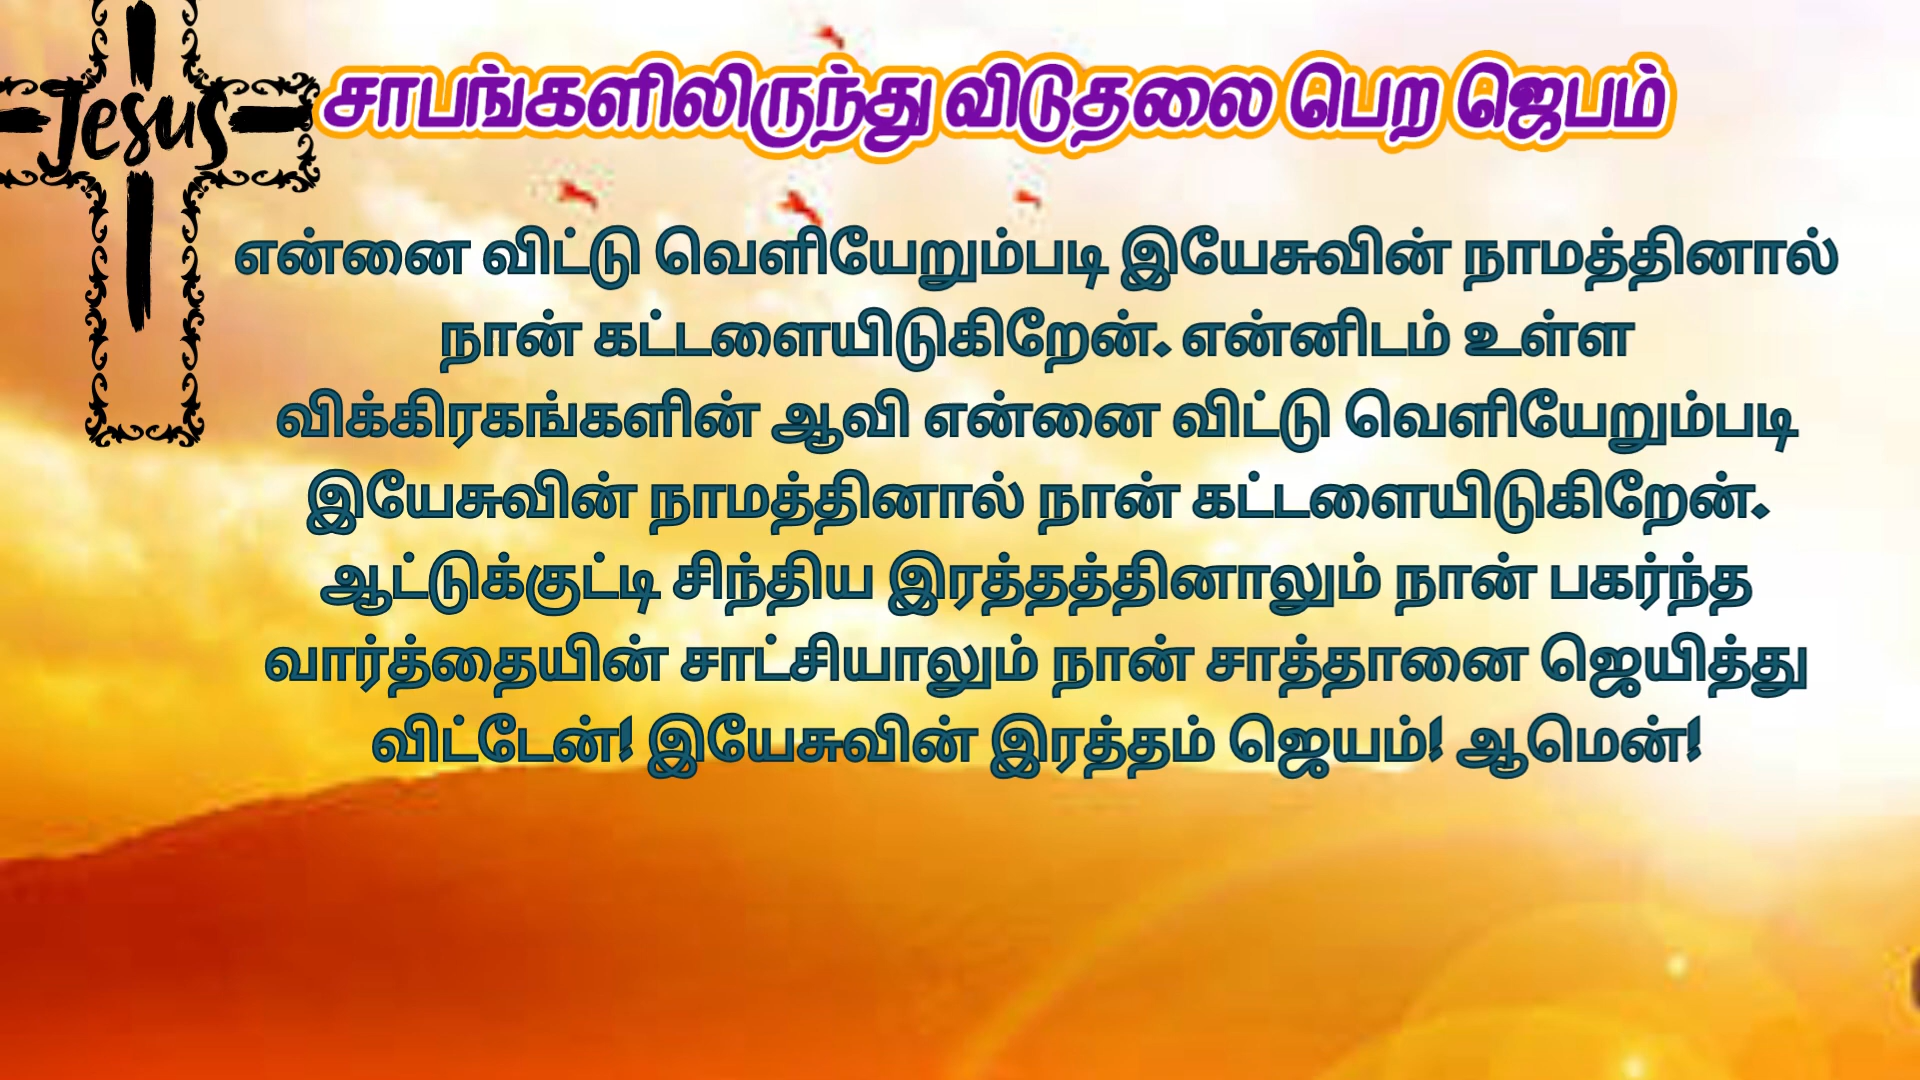 Jesus
சாபங்களிலிருந்து விடுதலை பெற ஜெபம்
என்னை விட்டு வெளியேறும்படி இயேசுவின் நாமத்தினால்
நான் கட்டளையிடுகிறேன். என்னிடம் உள்ள
விக்கிரகங்களின் ஆவி என்னை விட்டு வெளியேறும்படி
இயேசுவின் நாமத்தினால் நான் கட்டளையிடுகிறேன்.
ஆட்டுக்குட்டி சிந்திய இரத்தத்தினாலும் நான் பகர்ந்த
வார்த்தையின் சாட்சியாலும் நான் சாத்தானை ஜெயித்து
விட்டேன்! இயேசுவின் இரத்தம் ஜெயம்! ஆமென்!